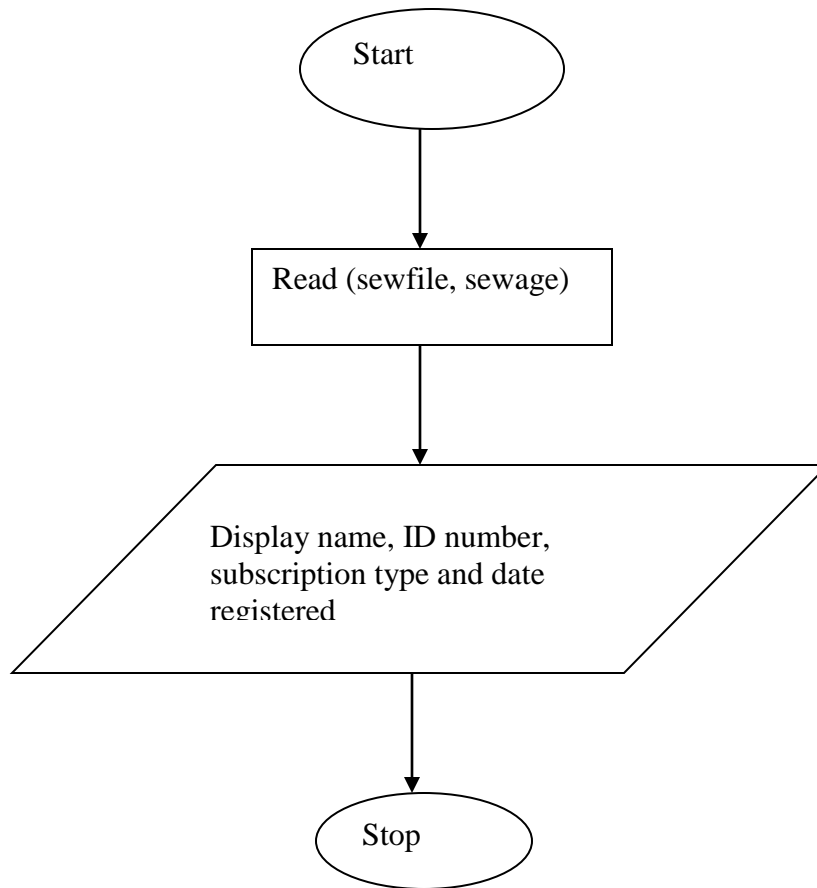 Start
Read (sewfile, sewage)
Display name, ID number,
subscription type and date
registered
Stop